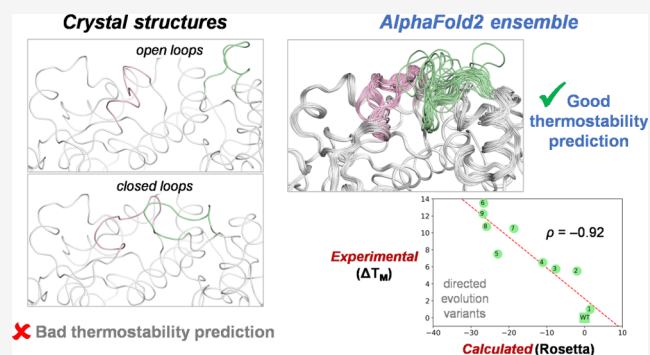 Crystal structures
open loops
closed loops
✘ Bad thermostability prediction
AlphaFold2 ensemble
✓ Good
thermostability
prediction
Experimental
(ΔTM)
14
12
10
8
6
4
2
0
6
9
8
7
5
4
3
2
1
WT
ρ = –0.92
directed
evolution
variants
−40 −30 −20 −10 0 10
Calculated (Rosetta)